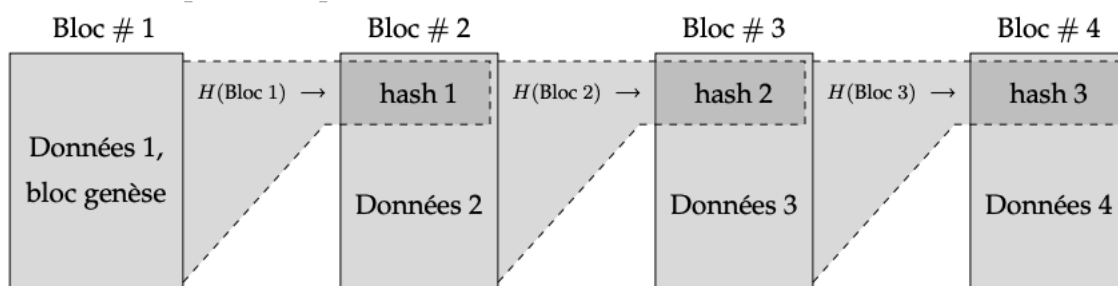 Bloc # 1
Bloc # 2
Bloc # 3
Bloc # 4
H(Bloc 1) →
hash 1
H(Bloc 2) →
hash 2
H(Bloc 3) →
hash 3
Données 1,
bloc genèse
Données 2
Données 3
Données 4